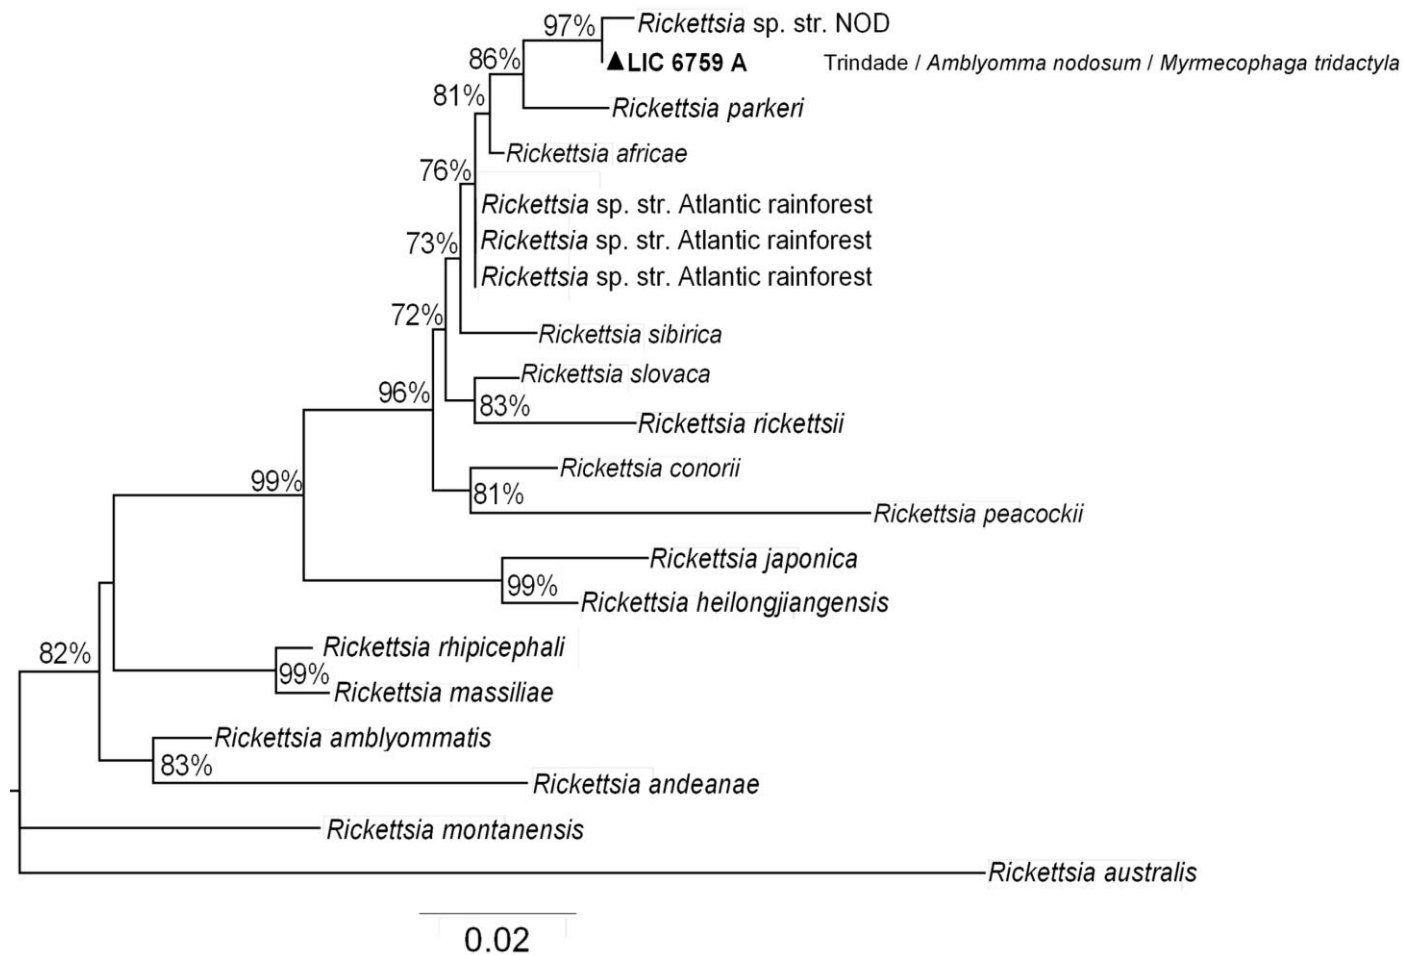 97%
Rickettsia sp. str. NOD
▲LIC 6759 A Trindade / Amblyomma nodosum / Myrmecophaga tridactyla
86%
81%
Rickettsia parkeri
Rickettsia africae
76%
Rickettsia sp. str. Atlantic rainforest
Rickettsia sp. str. Atlantic rainforest
73%
Rickettsia sp. str. Atlantic rainforest
72%
Rickettsia sibirica
Rickettsia slovaca
96%
83%
Rickettsia rickettsii
Rickettsia conorii
99%
81%
Rickettsia peacockii
Rickettsia japonica
99%
Rickettsia heilongjiangensis
Rickettsia rhipicephali
82%
99%
Rickettsia massiliae
Rickettsia amblyommatis
83%
Rickettsia andeanae
Rickettsia montanensis
Rickettsia australis
0.02